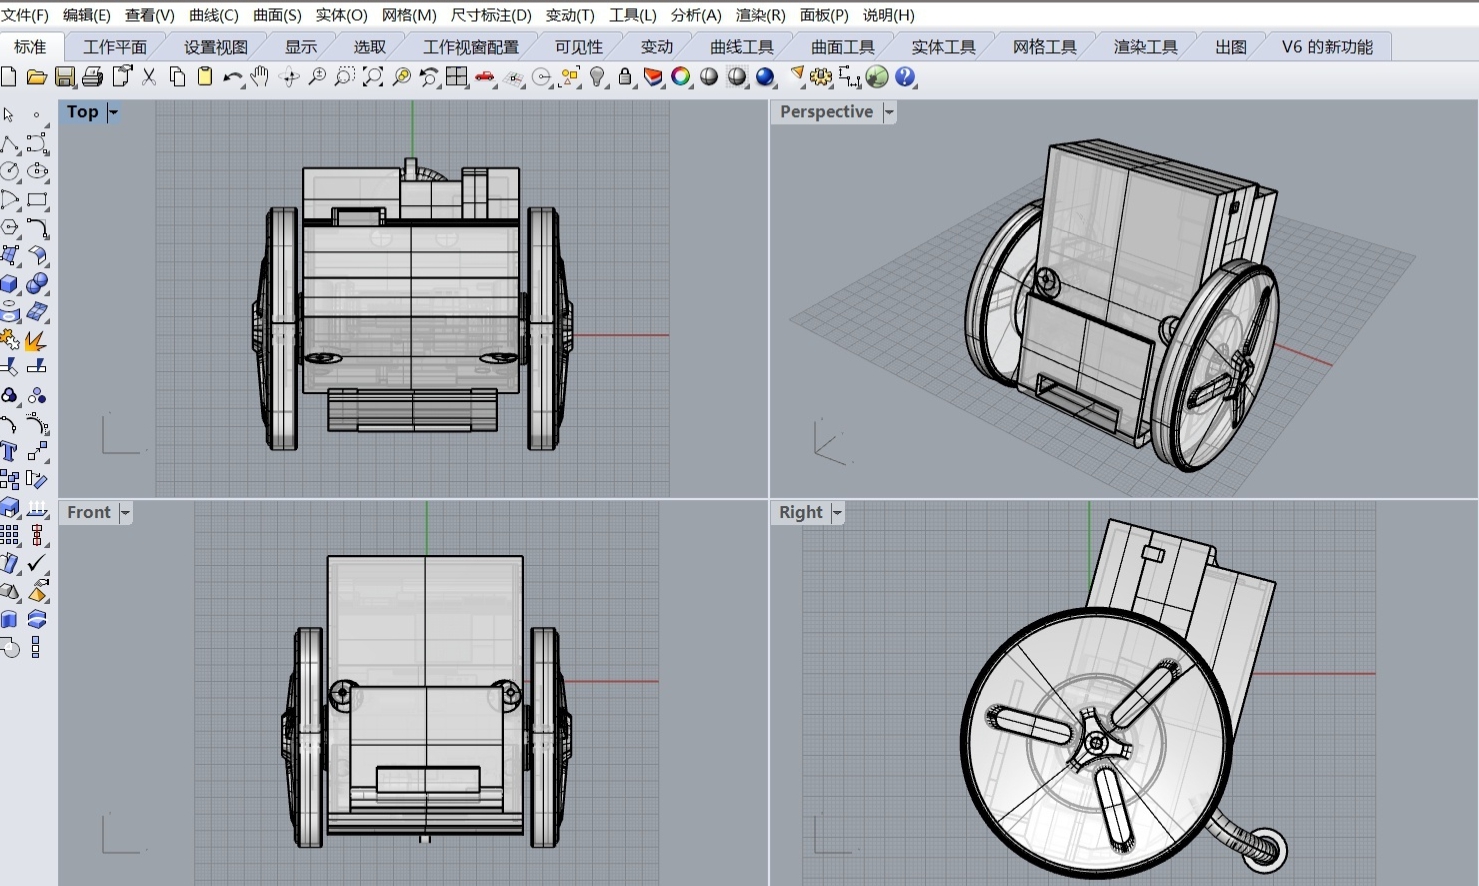 文件(F) 编辑(E) 查看(V) 曲线(C) 曲面(S) 实体(O) 网格(M) 尺寸标注(D) 变动(T) 工具(L) 分析(A) 渲染(R) 面板(P) 说明(H)
标准 工作平面 设置视图 显示 选取 工作视窗配置 可见性 变动 曲线工具 曲面工具 实体工具 网格工具 渲染工具 出图 V6 的新功能
Top Perspective
Front Right